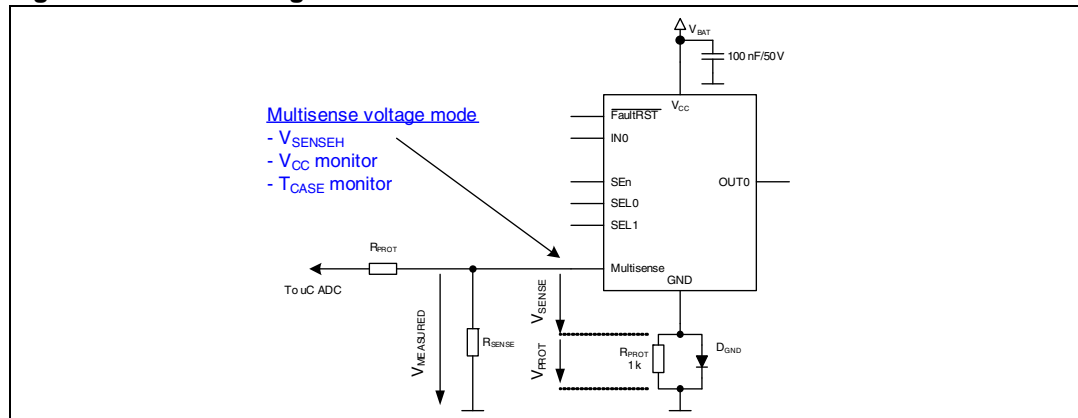 V_BAT
100 nF/50V
Multisense voltage mode
- V_SENSEH
- V_CC monitor
- T_CASE monitor
V_CC
FaultRST
IN0
SEn
OUT0
SEL0
SEL1
R_PROT
Multisense
GND
To uC ADC
V_MEASURED
R_SENSE
V_SENSE
V_PROT
R_PROT
1k
D_GND